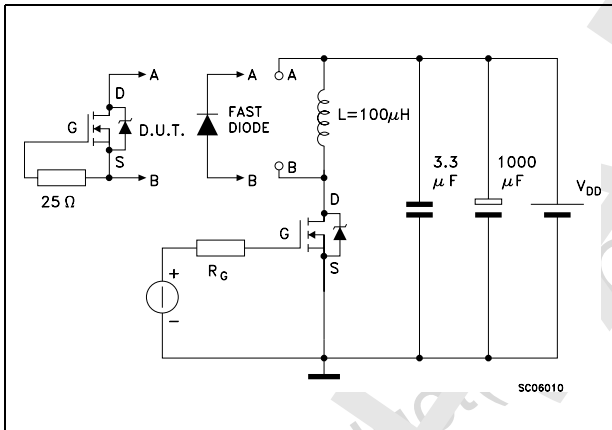 A
A
A
D
FAST
DIODE
L=100μH
G
D.U.T.
S
B
B
B
25 Ω
D
3.3
μF
1000
μF
V_DD
G
S
R_G
+
−
SC06010